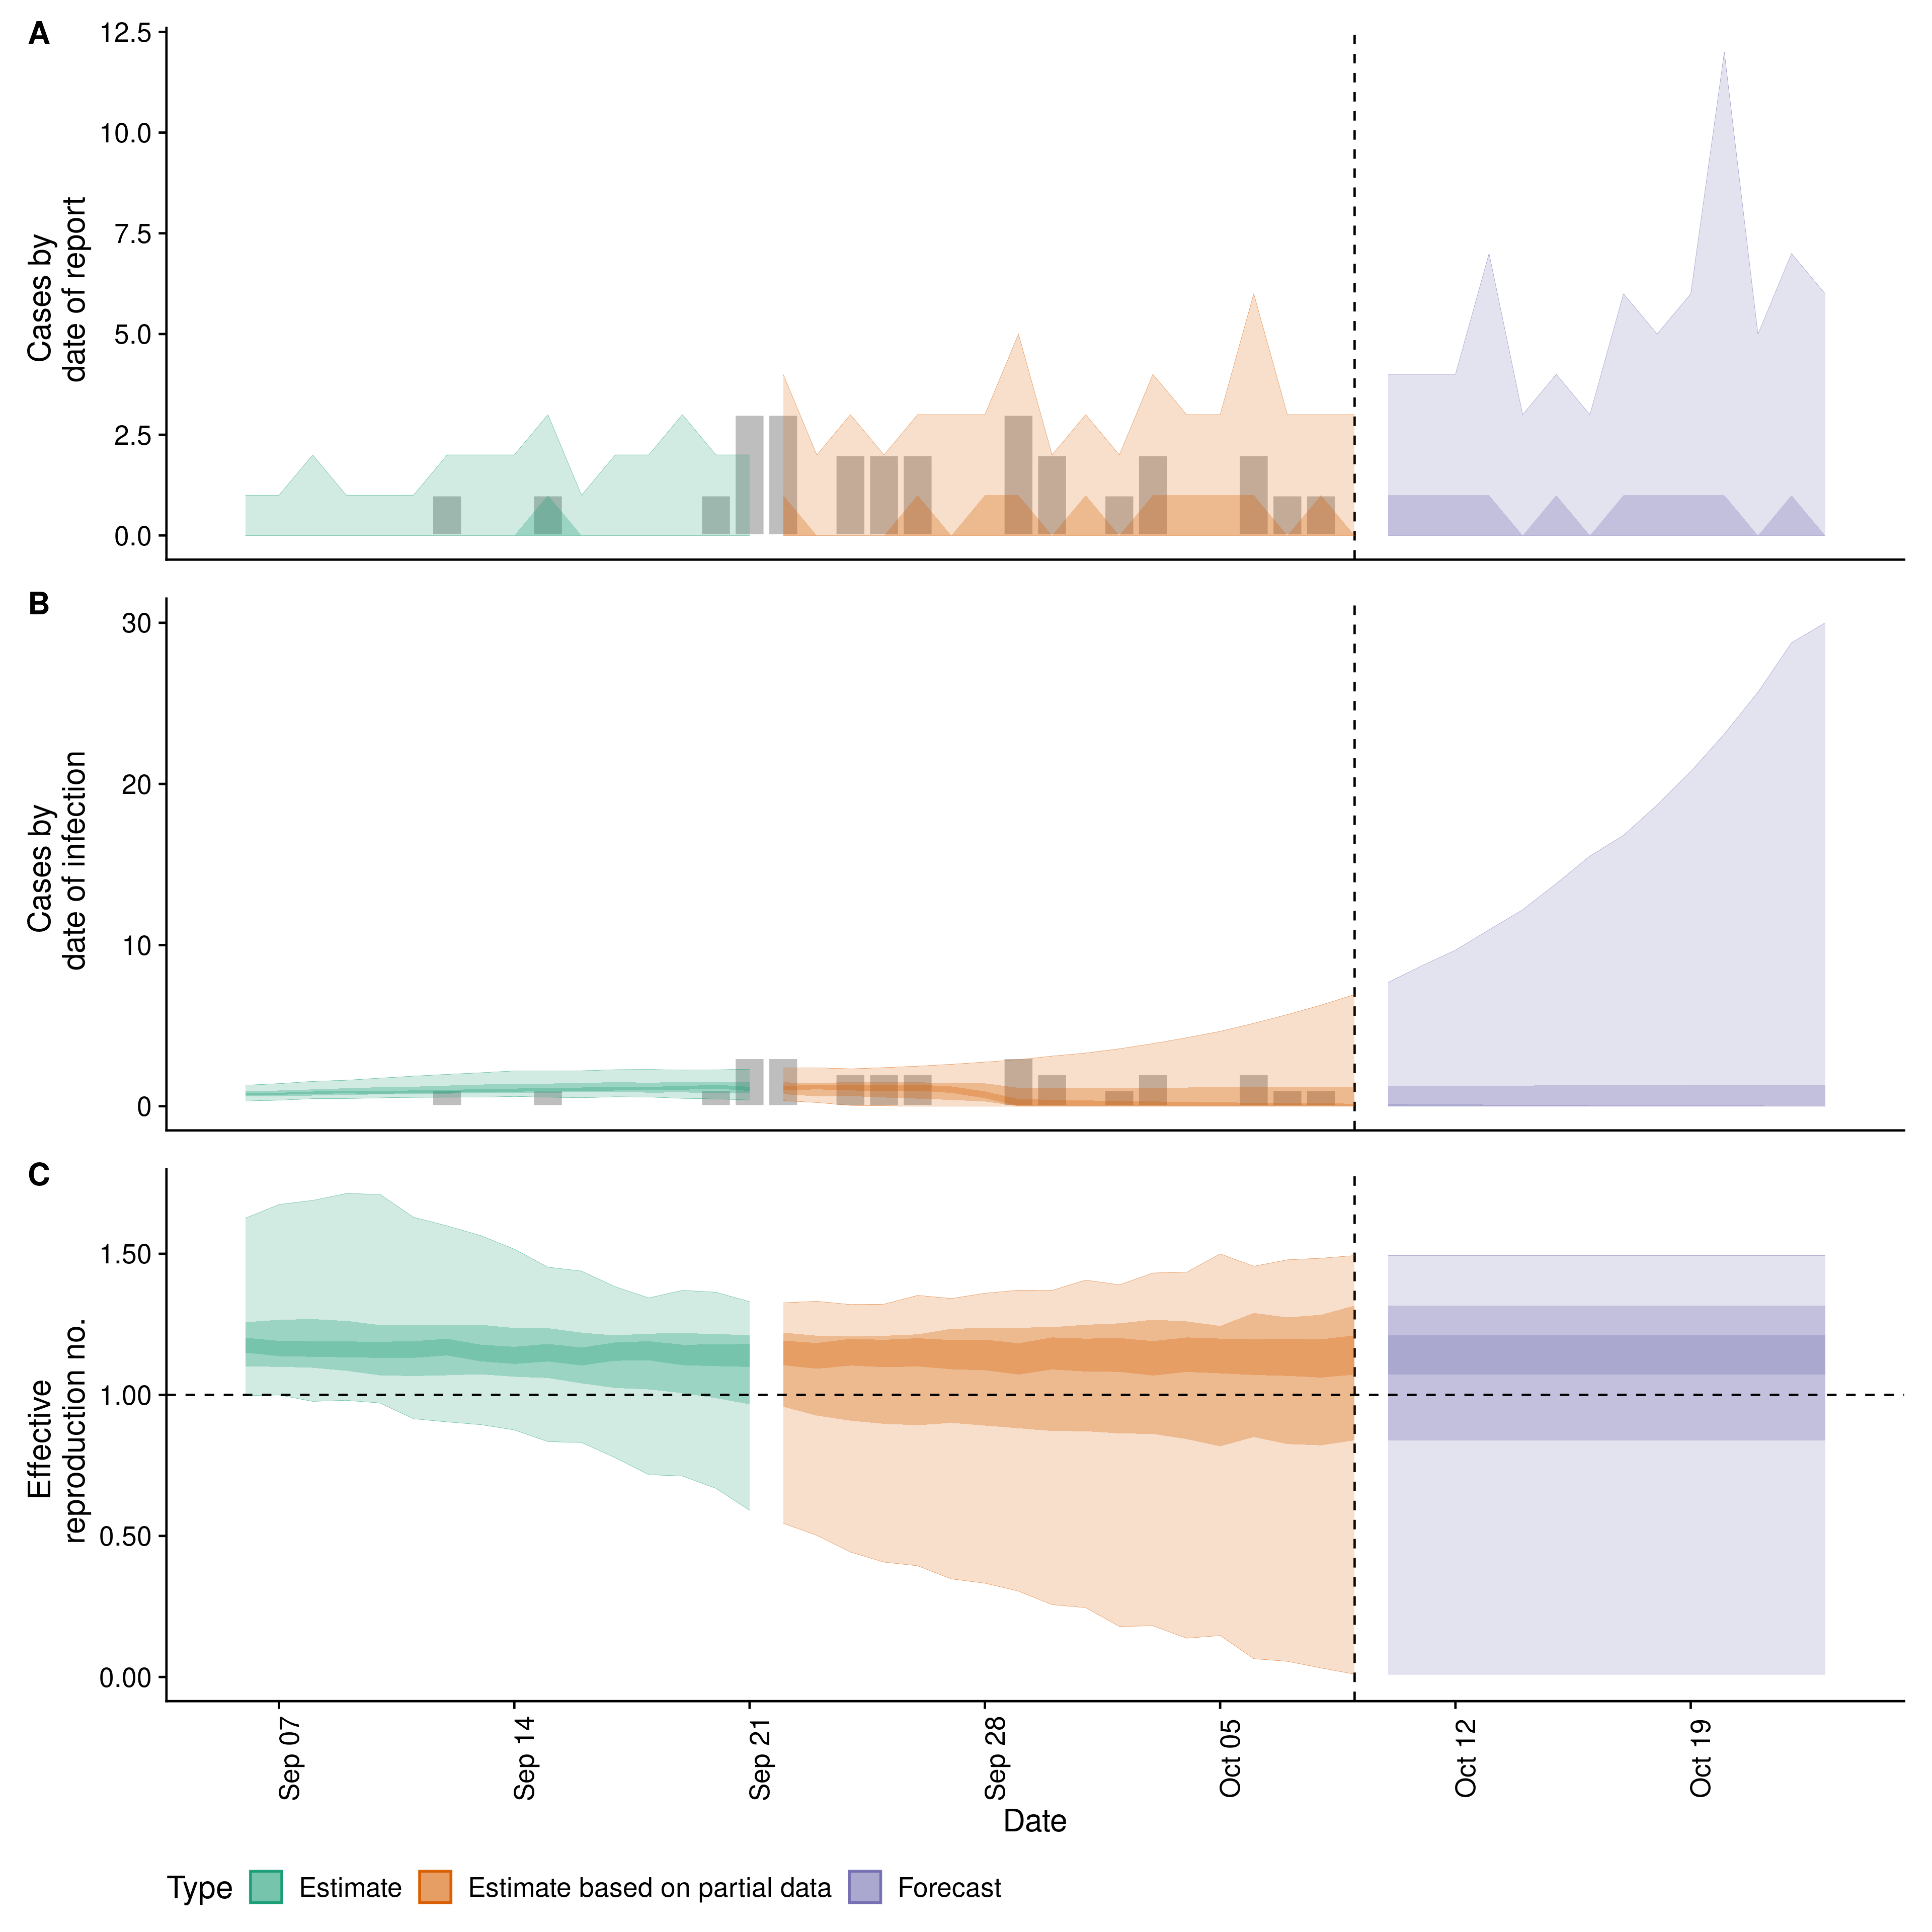 A
12.5
10.0
7.5
5.0
2.5
0.0
Cases by
date of report
B
30
20
10
0
Cases by
date of infection
C
1.50
1.00
0.50
0.00
Effective
reproduction no.
Sep 07
Sep 14
Sep 21
Sep 28
Oct 05
Oct 12
Oct 19
Date
Type Estimate Estimate based on partial data Forecast